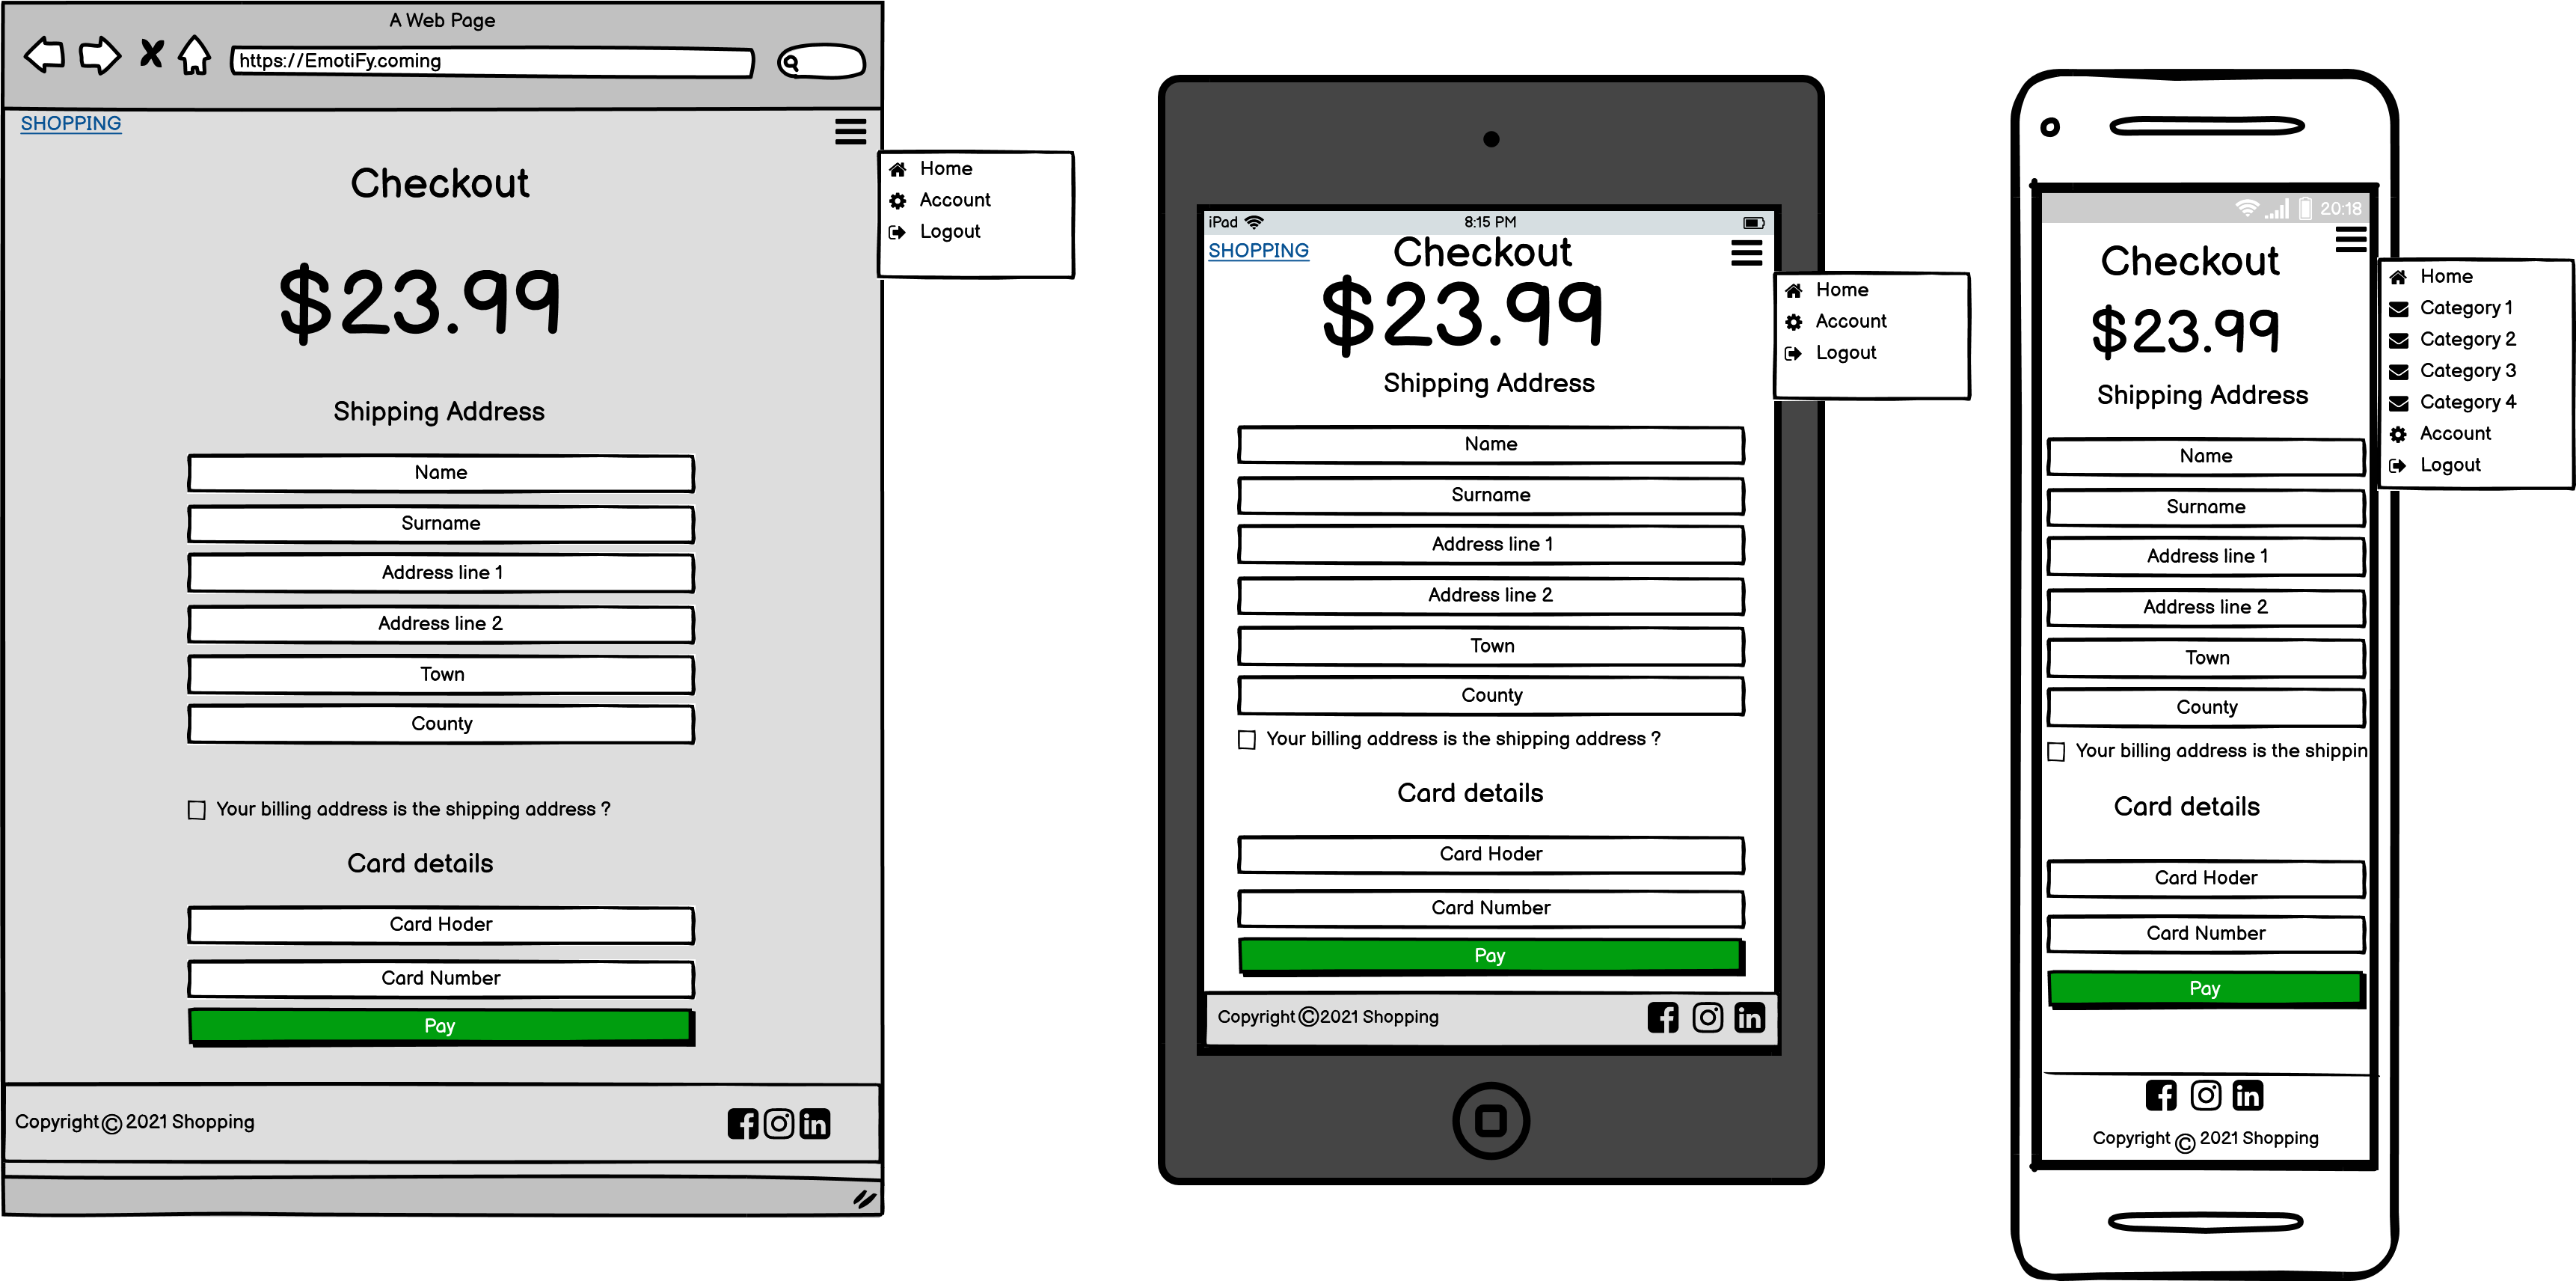 A Web Page
https://EmotiFy.coming
SHOPPING
Checkout
$23.99
Shipping Address
Name
Surname
Address line 1
Address line 2
Town
County
Your billing address is the shipping address ?
Card details
Card Hoder
Card Number
Pay
Copyright © 2021 Shopping
Home
Account
Logout
iPad
8:15 PM
SHOPPING
Checkout
$23.99
Shipping Address
Name
Surname
Address line 1
Address line 2
Town
County
Your billing address is the shipping address ?
Card details
Card Hoder
Card Number
Pay
Copyright © 2021 Shopping
Home
Account
Logout
20:18
Checkout
$23.99
Shipping Address
Name
Surname
Address line 1
Address line 2
Town
County
Your billing address is the shippin
Card details
Card Hoder
Card Number
Pay
Copyright © 2021 Shopping
Home
Category 1
Category 2
Category 3
Category 4
Account
Logout